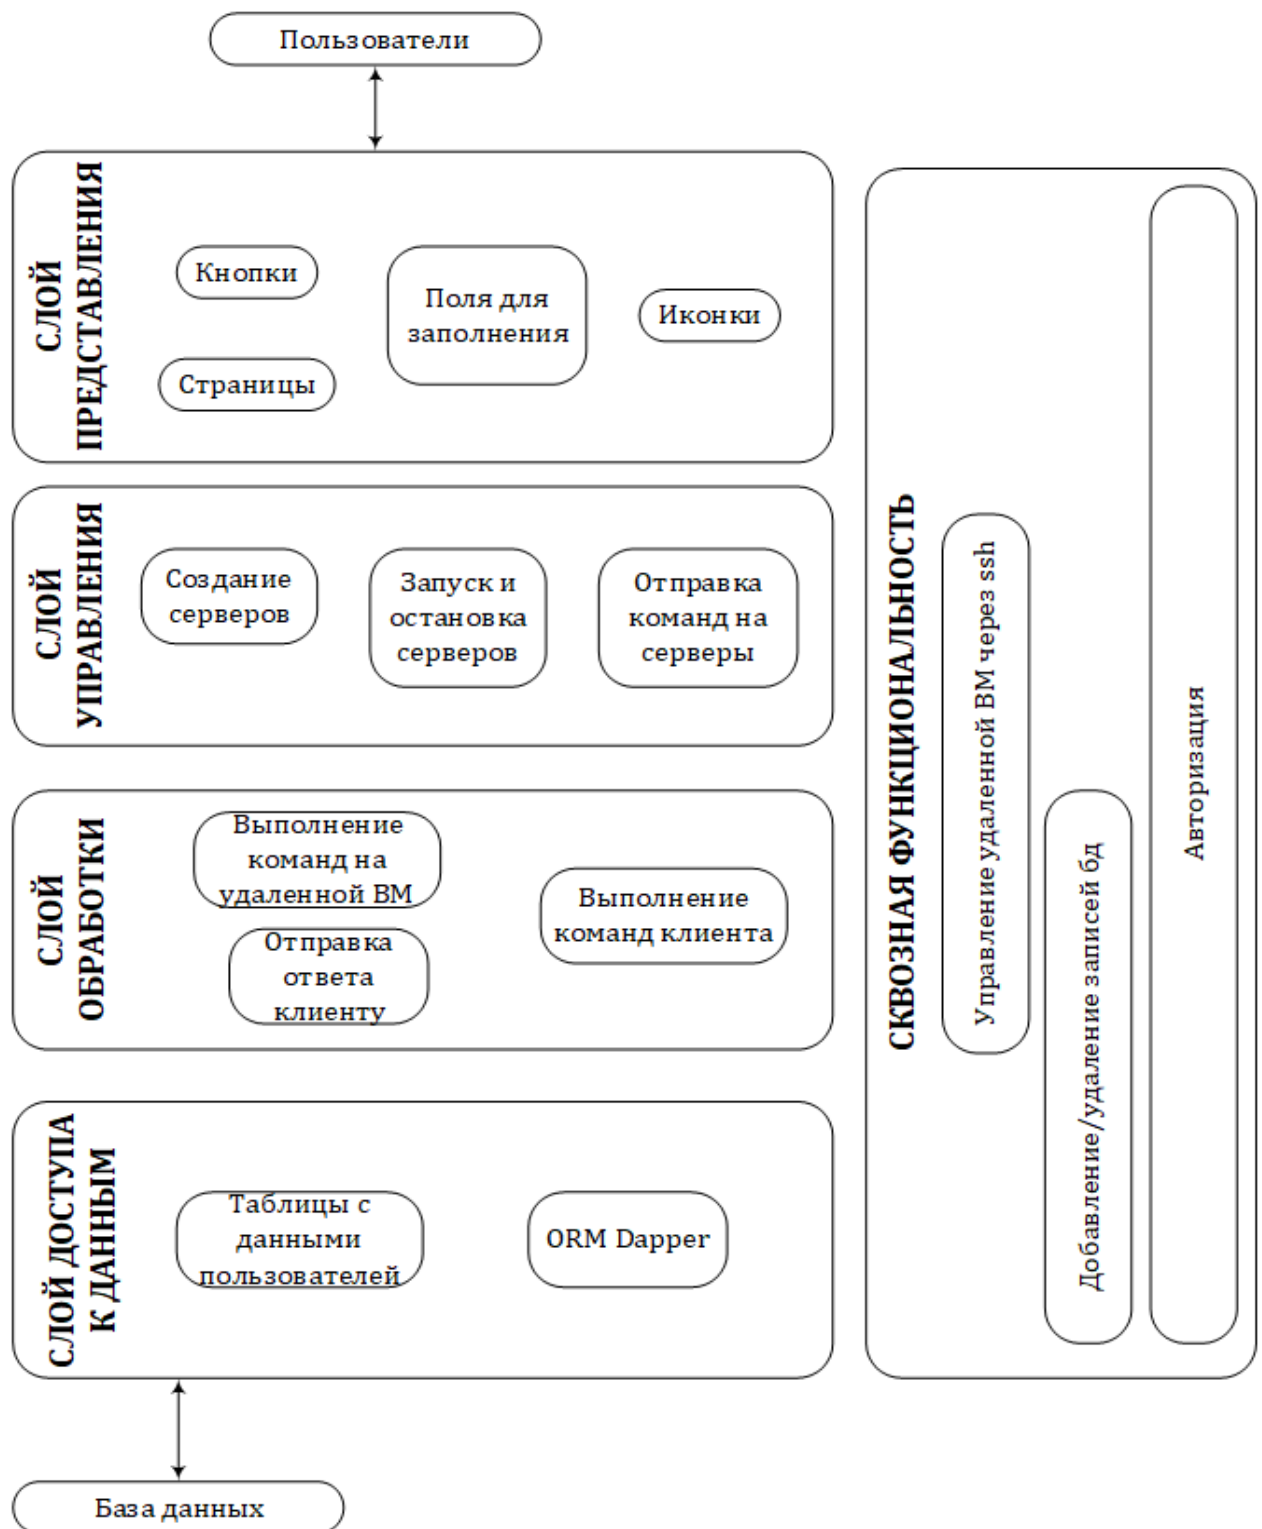 Пользователи
СЛОЙ
ПРЕДСТАВЛЕНИЯ
Кнопки
Страницы
Поля для
заполнения
Иконки
СЛОЙ
УПРАВЛЕНИЯ
Создание
серверов
Запуск и
остановка
серверов
Отправка
команд на
серверы
СЛОЙ
ОБРАБОТКИ
Выполнение
команд на
удаленной ВМ
Отправка
ответа
клиенту
Выполнение
команд клиента
СЛОЙ ДОСТУПА
К ДАННЫМ
Таблицы с
данными
пользователей
ORM Dapper
База данных
СКВОЗНАЯ ФУНКЦИОНАЛЬНОСТЬ
Управление удаленной ВМ через ssh
Добавление/удаление записей бд
Авторизация